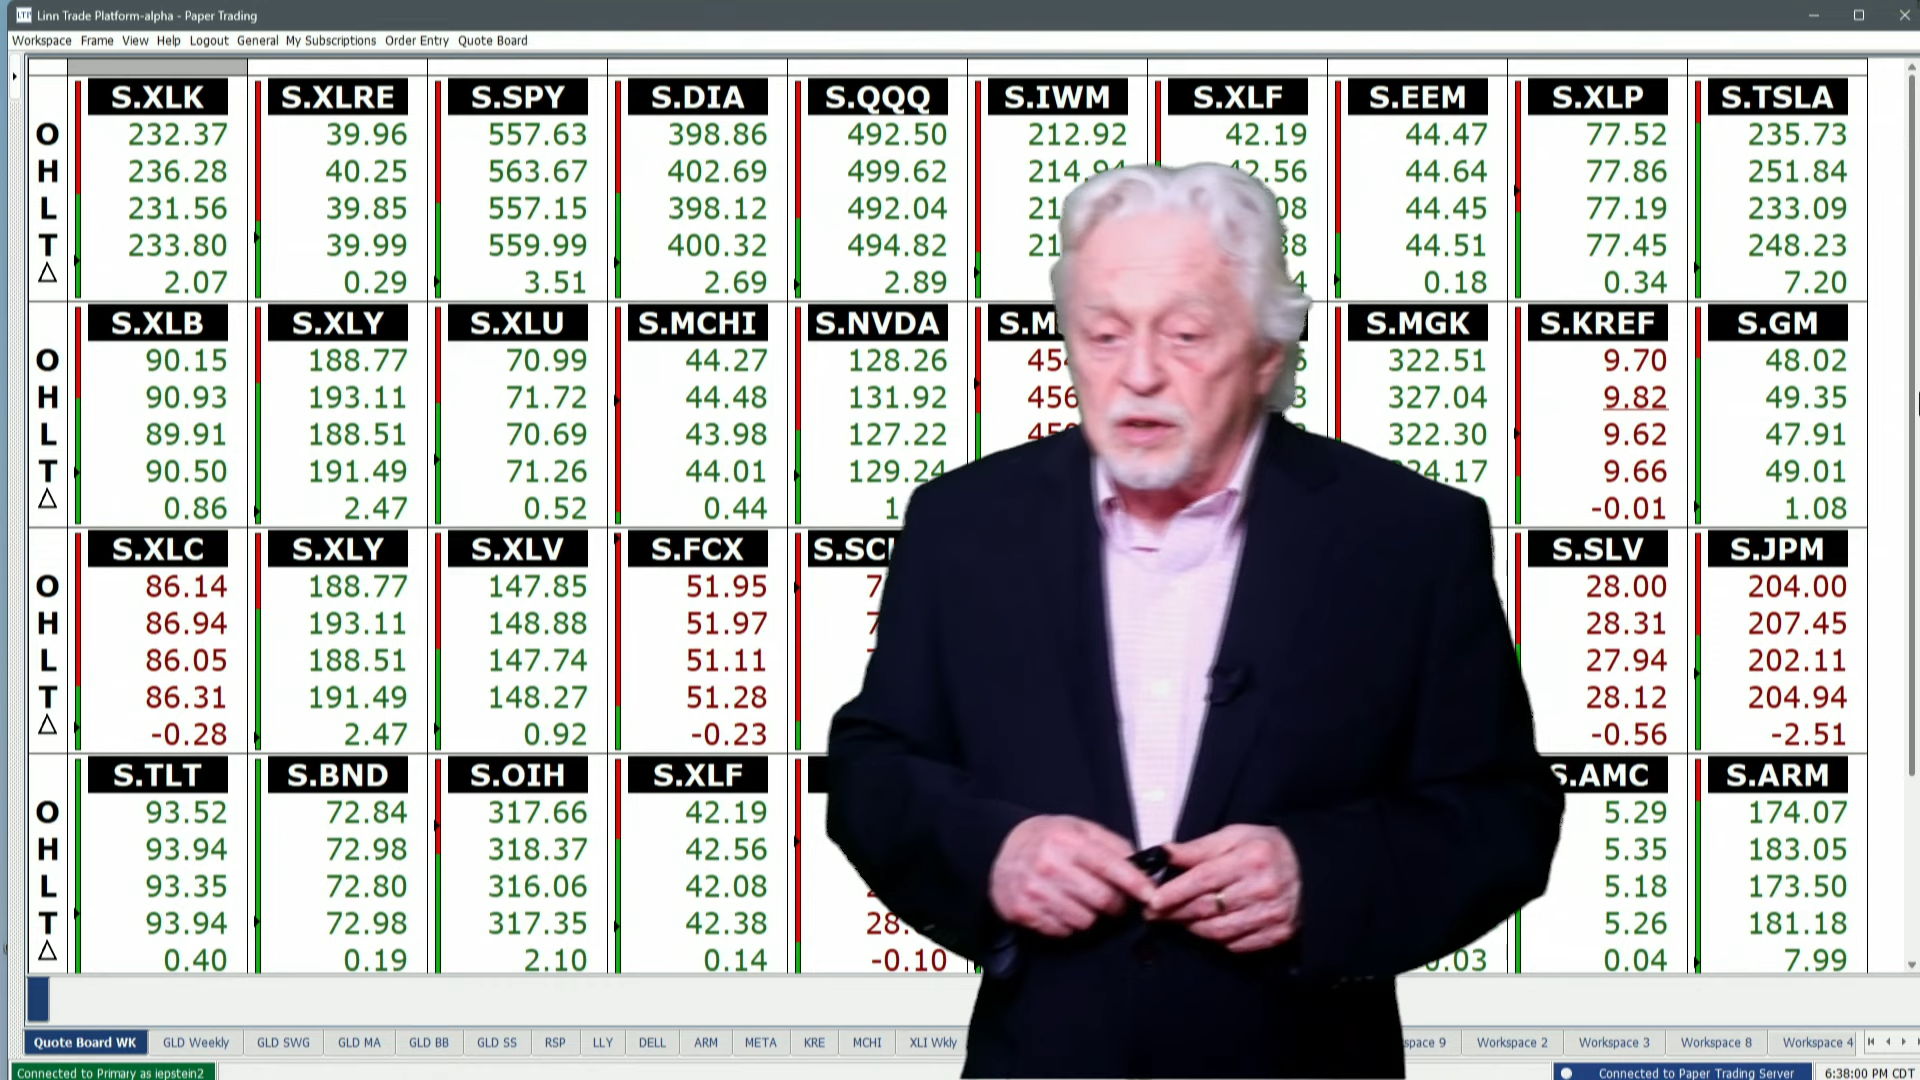 Linn Trade Platform-alpha - Paper Trading
Workspace Frame View Help Logout General My Subscriptions Order Entry Quote Board
S.XLK S.XLRE S.SPY S.DIA S.QQQ S.IWM S.XLF S.EEM S.XLP S.TSLA
O 232.37 39.96 557.63 398.86 492.50 212.92 42.19 44.47 77.52 235.73
H 236.28 40.25 563.67 402.69 499.62 44.64 77.86 251.84
L 231.56 39.85 557.15 398.12 492.04 44.45 77.19 233.09
T 233.80 39.99 559.99 400.32 494.82 44.51 77.45 248.23
△ 2.07 0.29 3.51 2.69 2.89 0.18 0.34 7.20
S.XLB S.XLY S.XLU S.MCHI S.NVDA S.MGK S.KREF S.GM
O 90.15 188.77 70.99 44.27 128.26 322.51 9.70 48.02
H 90.93 193.11 71.72 44.48 131.92 327.04 9.82 49.35
L 89.91 188.51 70.69 43.98 127.22 322.30 9.62 47.91
T 90.50 191.49 71.26 44.01 129.24 9.66 49.01
△ 0.86 2.47 0.52 0.44 -0.01 1.08
S.XLC S.XLY S.XLV S.FCX S.SLV S.JPM
O 86.14 188.77 147.85 51.95 28.00 204.00
H 86.94 193.11 148.88 51.97 28.31 207.45
L 86.05 188.51 147.74 51.11 27.94 202.11
T 86.31 191.49 148.27 51.28 28.12 204.94
△ -0.28 2.47 0.92 -0.23 -0.56 -2.51
S.TLT S.BND S.OIH S.XLF S.AMC S.ARM
O 93.52 72.84 317.66 42.19 5.29 174.07
H 93.94 72.98 318.37 42.56 5.35 183.05
L 93.35 72.80 316.06 42.08 5.18 173.50
T 93.94 72.98 317.35 42.38 5.26 181.18
△ 0.40 0.19 2.10 0.14 -0.10 0.04 7.99
Quote Board WK GLD Weekly GLD SWG GLD MA GLD BB GLD SS RSP LLY DELL ARM META KRE MCHI XLI Wkly Workspace 2 Workspace 3 Workspace 8 Workspace 4
Connected to Primary as iepstein2 Connected to Paper Trading Server 6:38:00 PM CDT